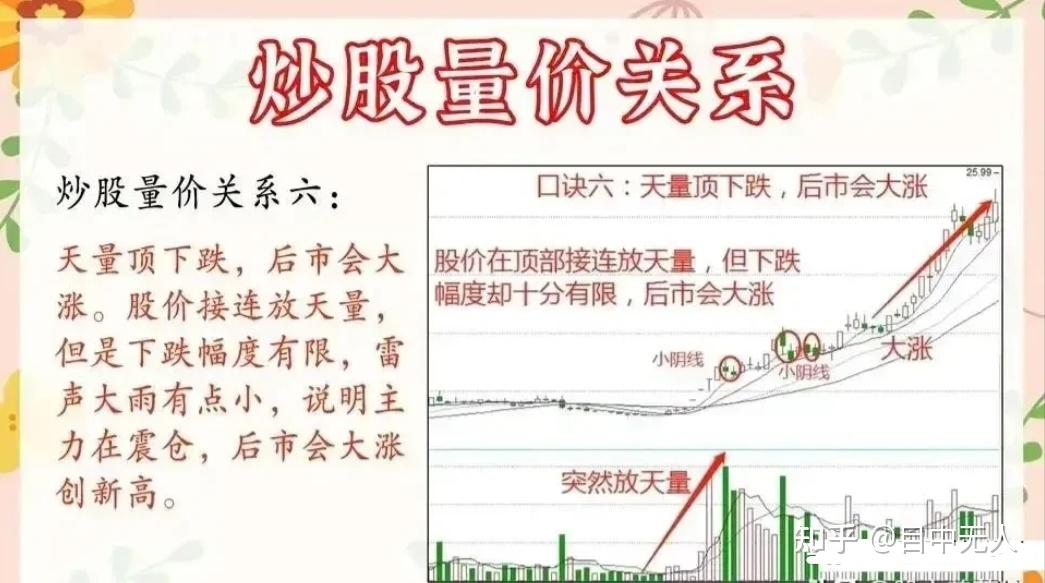 炒股量价关系
炒股量价关系六：
天量顶下跌，后市会大
涨。股价接连放天量，
但是下跌幅度有限，雷
声大雨有点小，说明主
力在震仓，后市会大涨
创新高。
25.99
口诀六：天量顶下跌，后市会大涨
股价在顶部接连放天量，但下跌
幅度却十分有限，后市会大涨
小阴线
小阴线
大涨
突然放天量
知乎 @目中无人